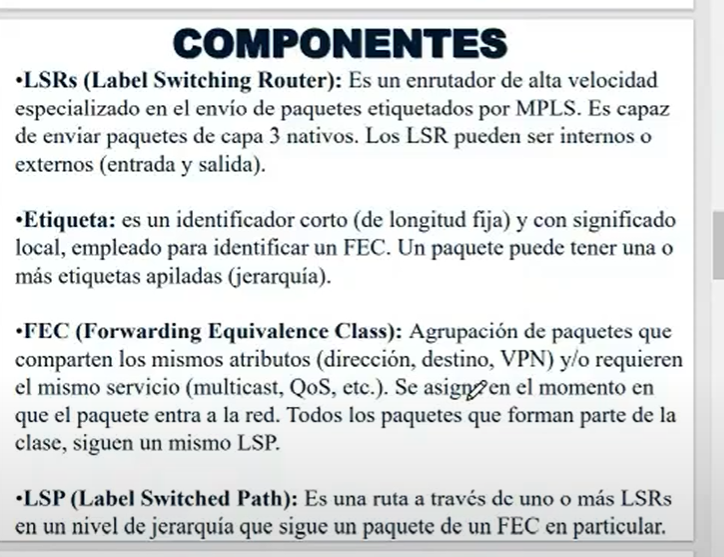 COMPONENTES
•LSRs (Label Switching Router): Es un enrutador de alta velocidad
especializado en el envío de paquetes etiquetados por MPLS. Es capaz
de enviar paquetes de capa 3 nativos. Los LSR pueden ser internos o
externos (entrada y salida).
•Etiqueta: es un identificador corto (de longitud fija) y con significado
local, empleado para identificar un FEC. Un paquete puede tener una o
más etiquetas apiladas (jerarquía).
•FEC (Forwarding Equivalence Class): Agrupación de paquetes que
comparten los mismos atributos (dirección, destino, VPN) y/o requieren
el mismo servicio (multicast, QoS, etc.). Se asigna en el momento en
que el paquete entra a la red. Todos los paquetes que forman parte de la
clase, siguen un mismo LSP.
•LSP (Label Switched Path): Es una ruta a través de uno o más LSRs
en un nivel de jerarquía que sigue un paquete de un FEC en particular.